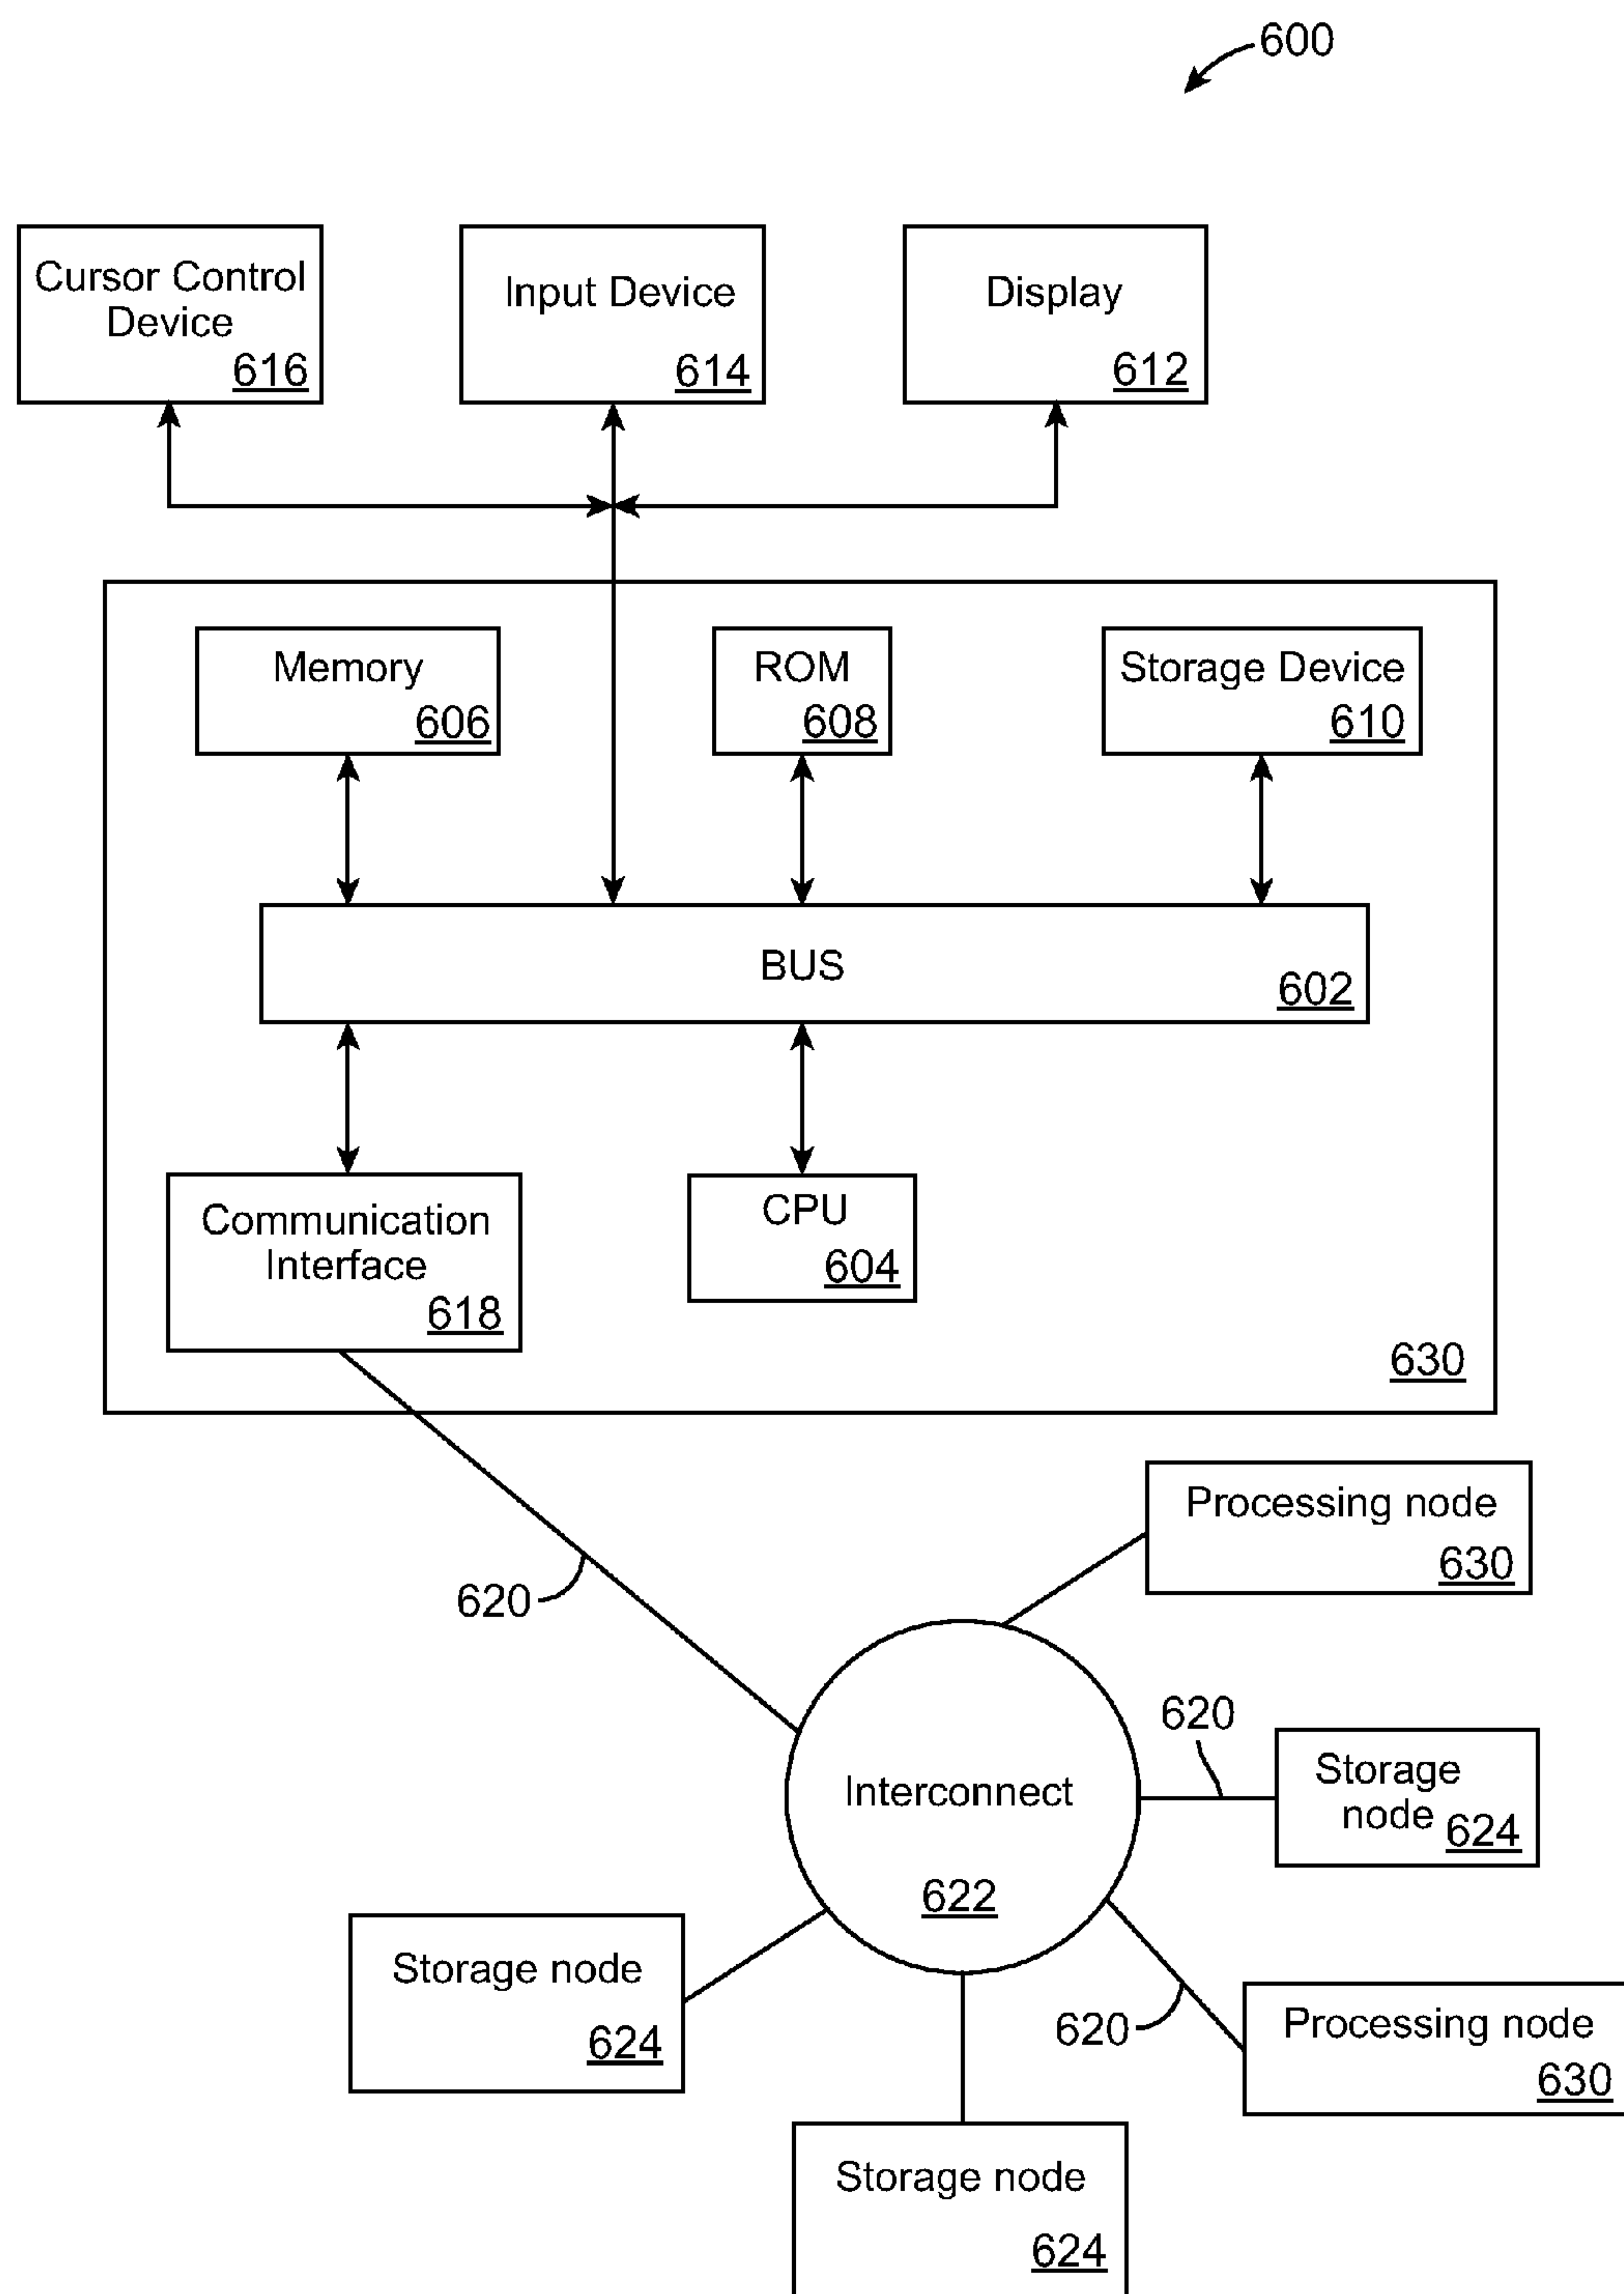 600
Cursor Control
Device
616
Input Device
614
Display
612
Memory
606
ROM
608
Storage Device
610
BUS
602
Communication
Interface
618
CPU
604
630
Processing node
630
620
620
Storage
node
624
Interconnect
622
Storage node
624
620
Processing node
630
Storage node
624